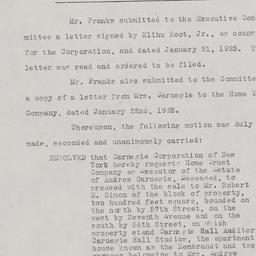 Mr. Franks submitted to the Executive Com
mittee a letter signed by Elihu Root, Jr., as couns
for the Corporation, and dated January 21, 1925. T
letter was read and ordered to be filed.
Mr. Franks also submitted to the Committe
a copy of a letter from Mrs. Carnegie to the Home T
Company, dated January 22nd, 1925.
Thereupon, the following motion was duly
made, seconded and unanimously carried:
RESOLVED that Carnegie Corporation of New
York hereby requests Home Trust
Company as executor of the Estate
of Andrew Carnegie, Deceased, to
proceed with the sale to Mr. Robert
E. Simon of the block of property,
two hundred feet square, bounded on
the north by 57th Street, on the
west by Seventh Avenue and on the
south by 56th Street, on which
property stand Carnegie Hall Auditor
Carnegie Hall Studios, the apartment
house known as the Rembrandt and two
belonging to Mrs. Andrew